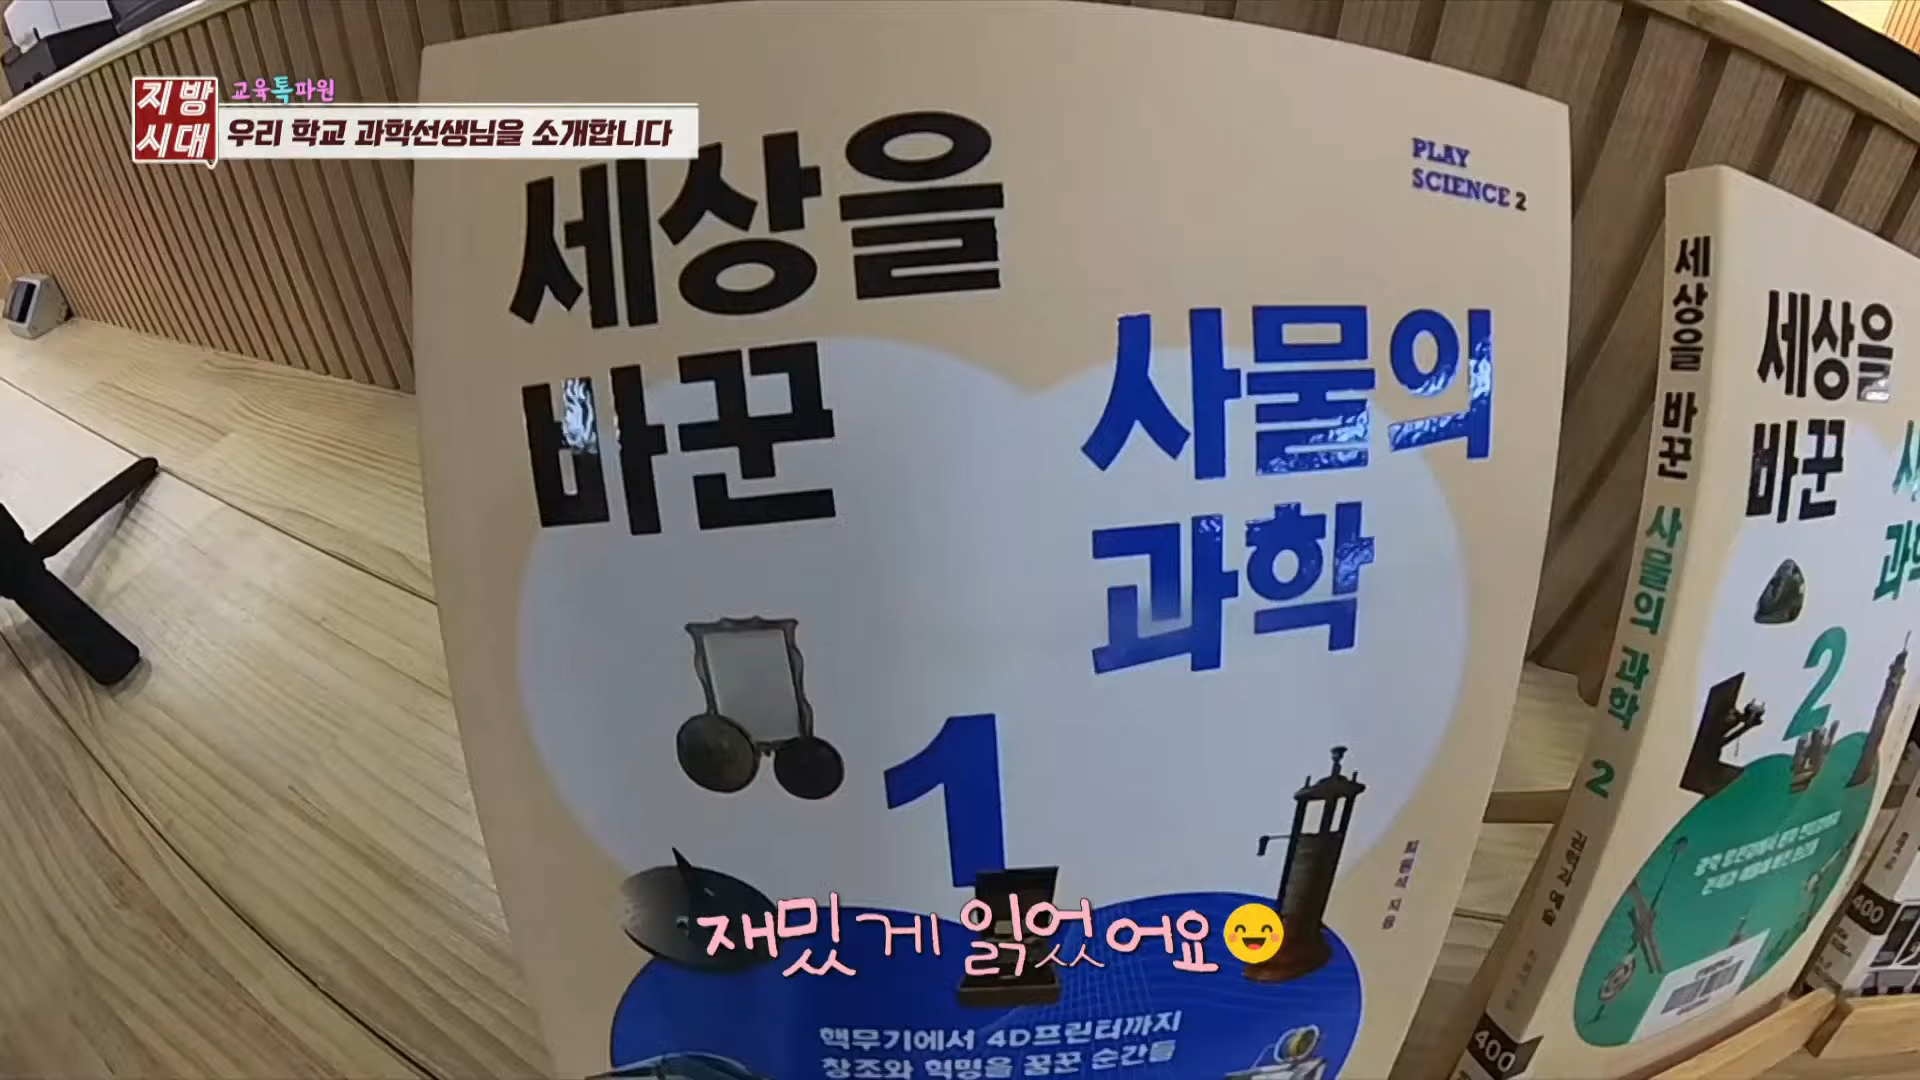 지방
시대
교육톡파원
우리 학교 과학선생님을 소개합니다
세상을
바꾼
PLAY
SCIENCE 2
사물의
과학
1
핵무기에서 4D프린터까지
창조와 혁명을 꿈꾼 순간들
재밌게 읽었어요
세상을 바꾼 사물의 과학 2
400
세상을
바꾼
2
400